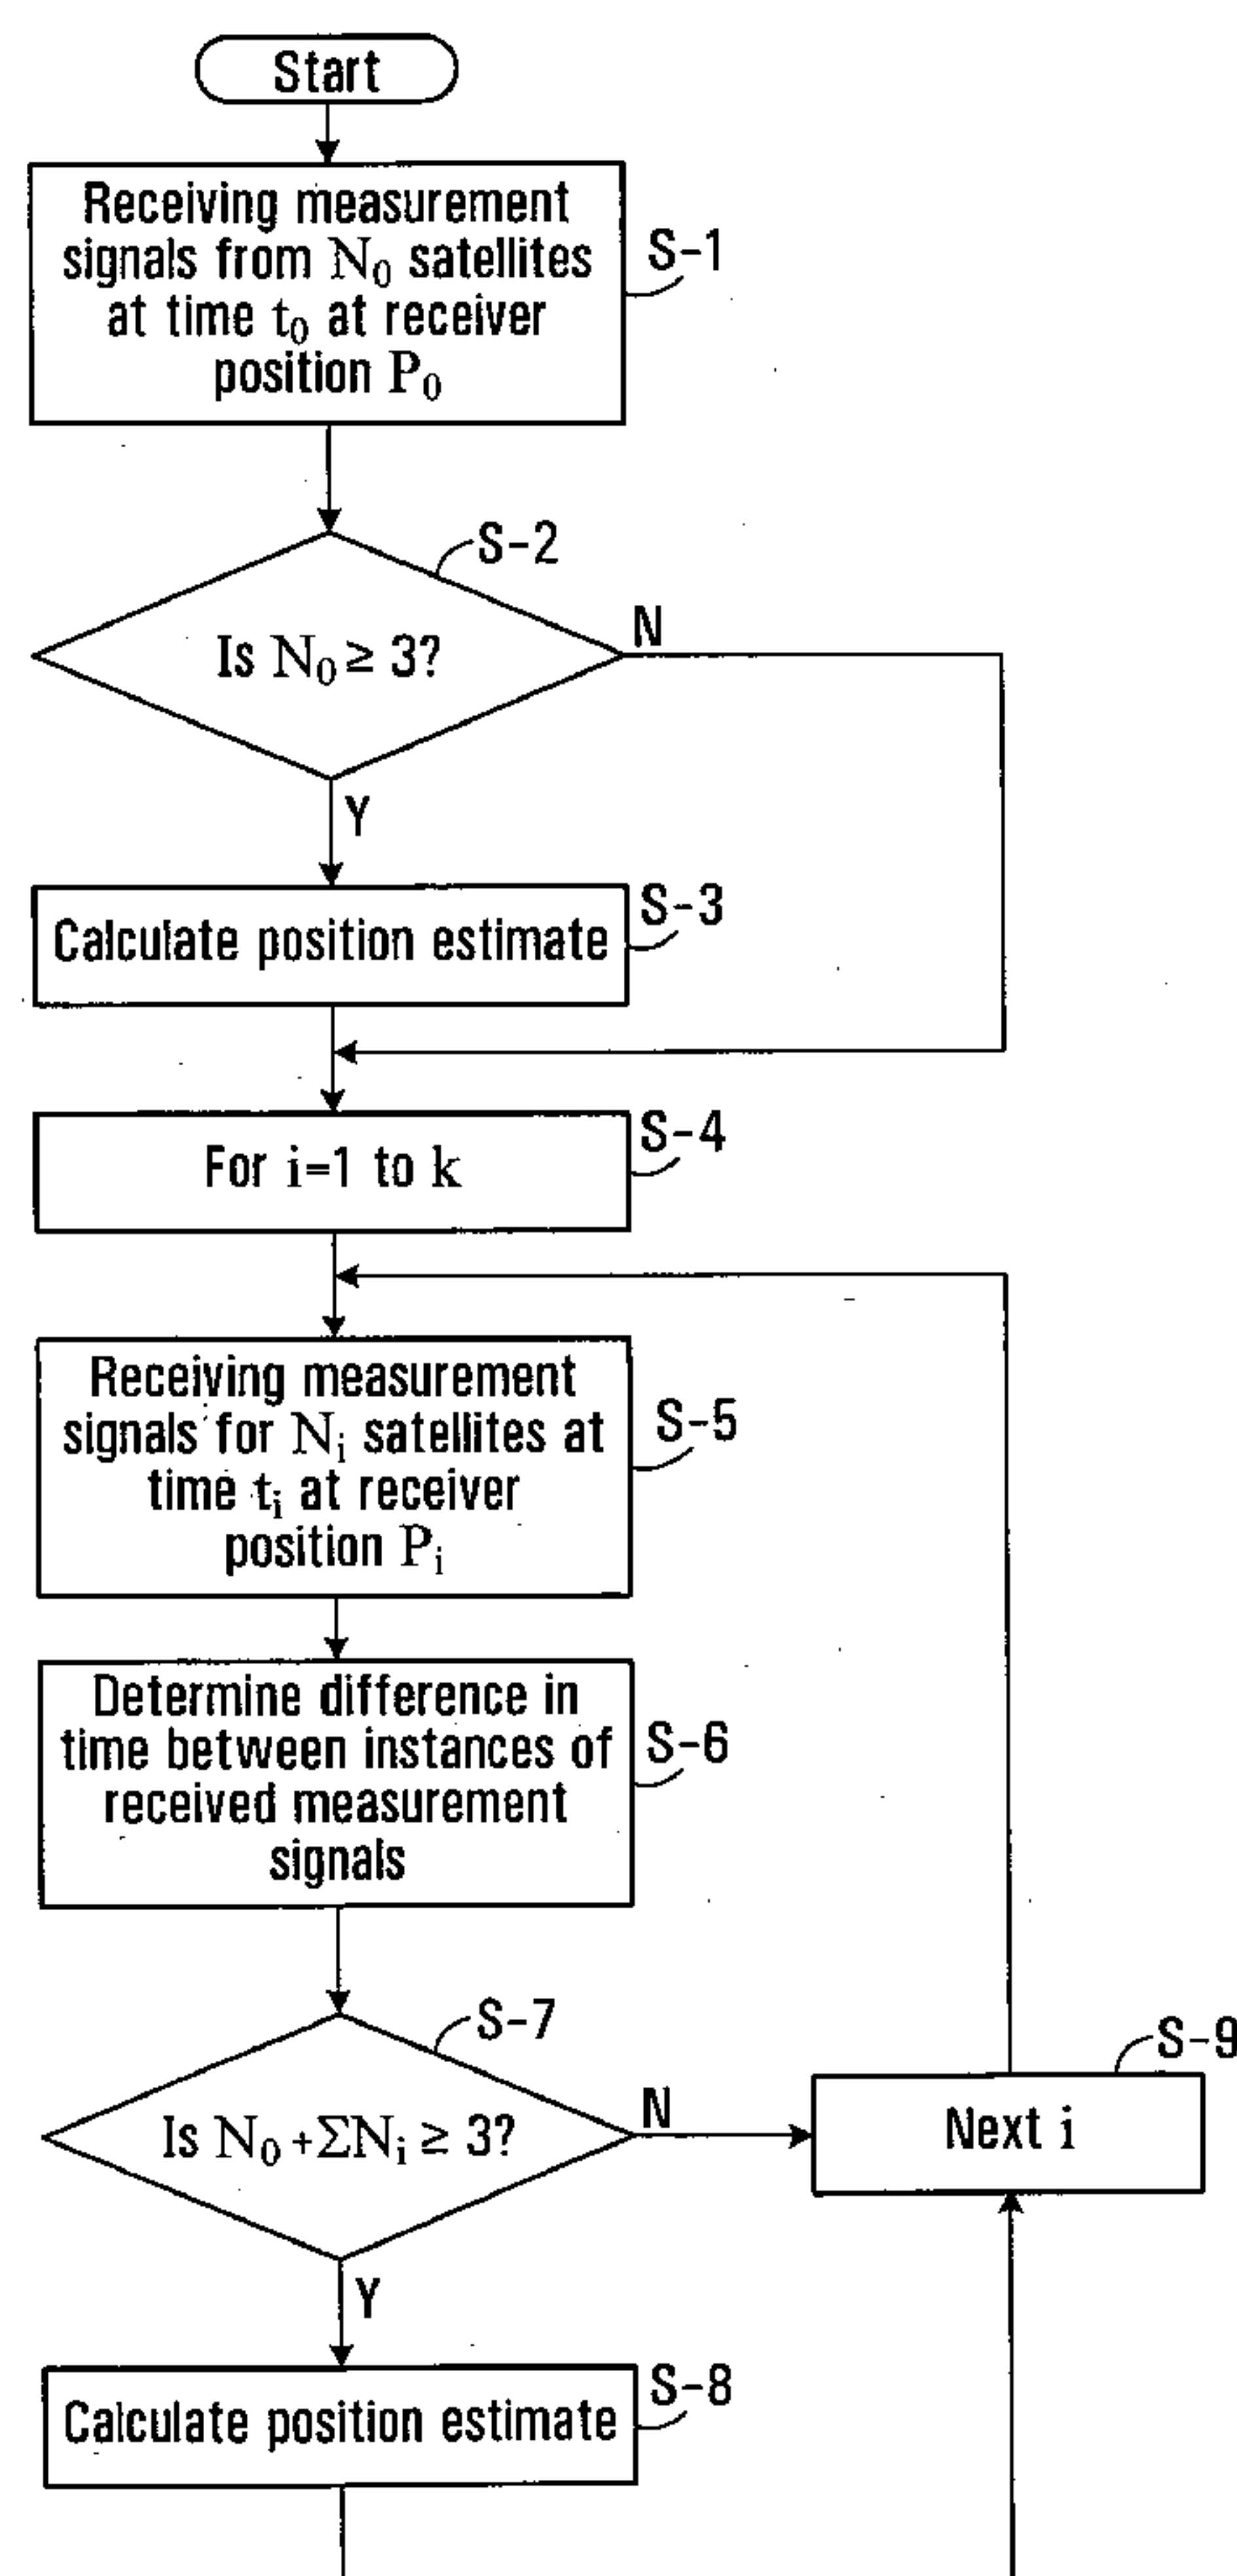 Start
Receiving measurement
signals from N₀ satellites
at time t₀ at receiver
position P₀
S-1
S-2
Is N₀ ≥ 3?
N
Y
Calculate position estimate
S-3
For i=1 to k
S-4
Receiving measurement
signals for Nᵢ satellites at
time tᵢ at receiver
position Pᵢ
S-5
Determine difference in
time between instances of
received measurement
signals
S-6
S-7
Is N₀ +ΣNᵢ ≥ 3?
N
S-9
Next i
Y
Calculate position estimate
S-8